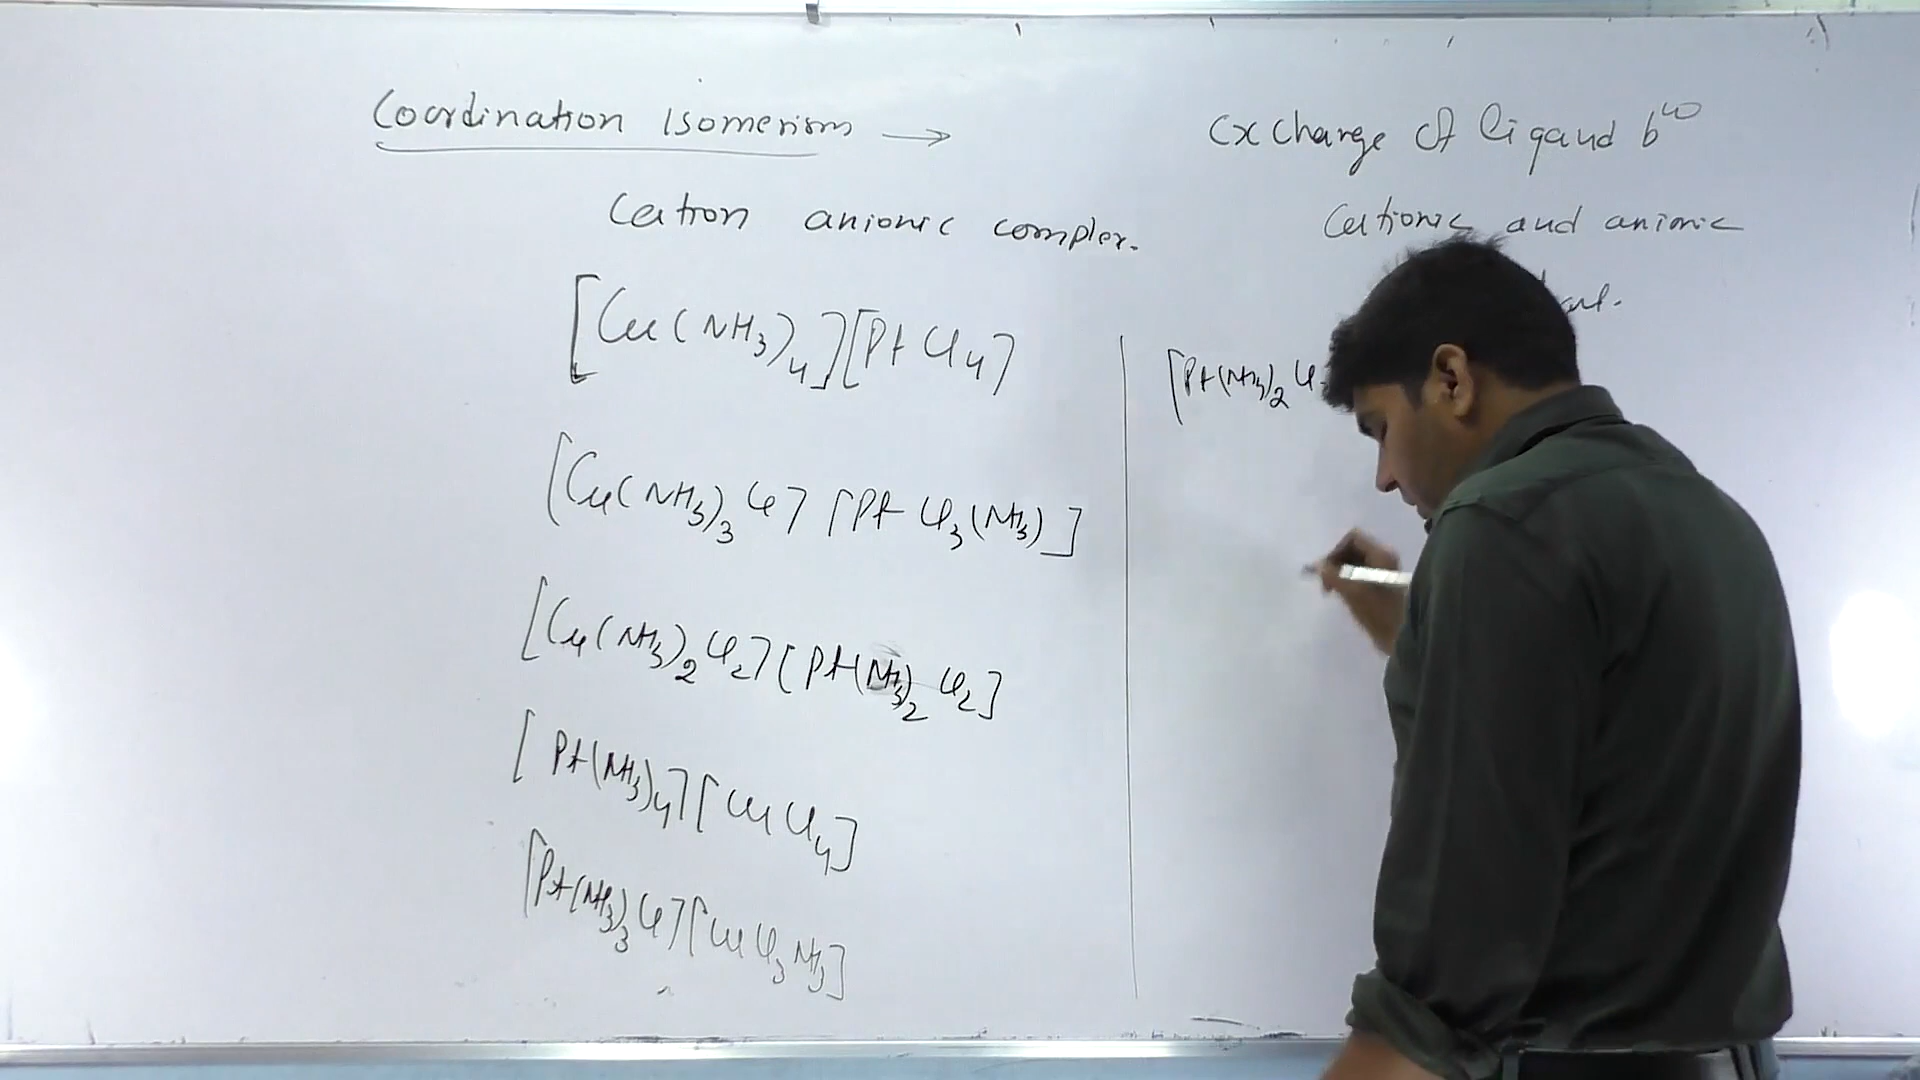 Coordination Isomerism → Exchange of ligand bw
Cation anionic complex. Cationic and anionic
[Cu(NH3)4][PtCl4]
[Cu(NH3)3Cl][PtCl3(NH3)]
[Cu(NH3)2Cl2][Pt(NH3)2Cl2]
[Pt(NH3)4][CuCl4]
[Pt(NH3)3Cl][CuCl3NH3]
[Pt(NH3)2Cl